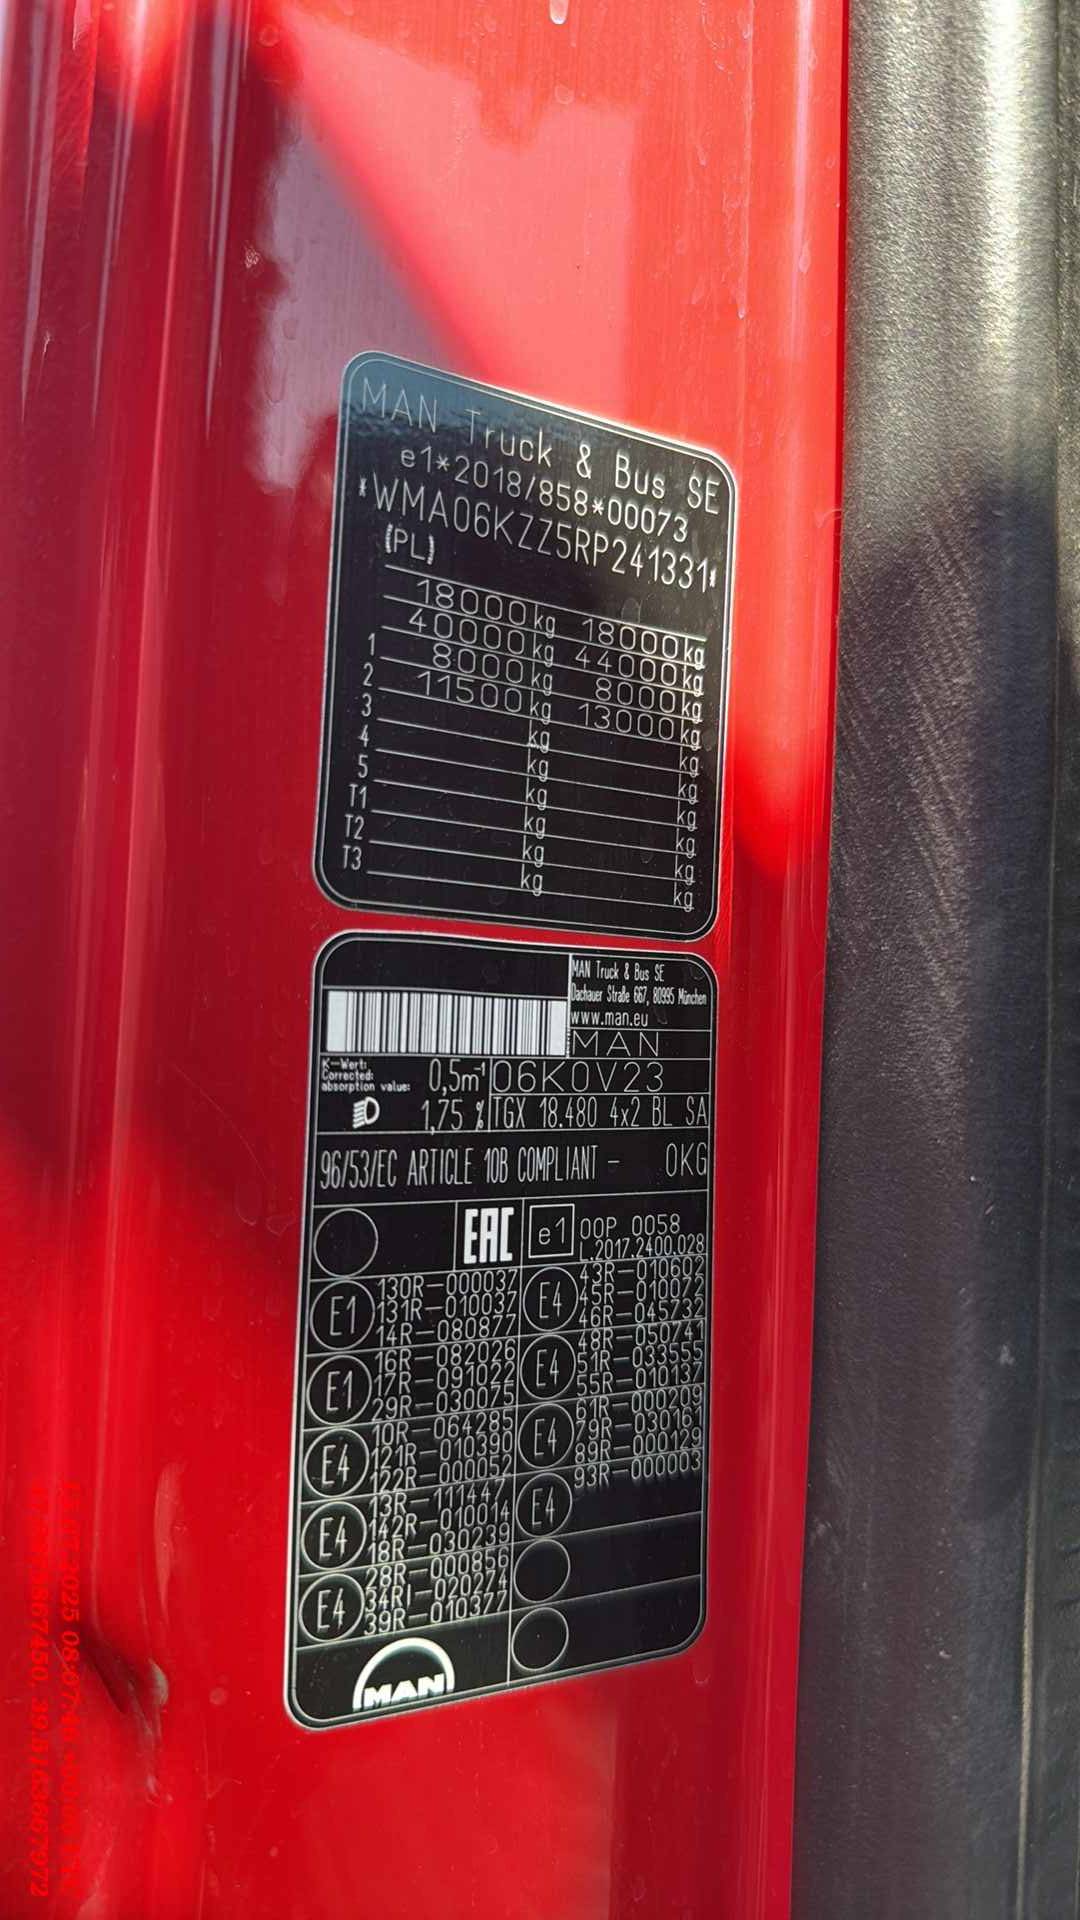 MAN Truck & Bus SE
e1*2018/858*00073
*WMA06KZZ5RP241331*
(PL)
18000kg 18000kg
40000kg 44000kg
1 8000kg 8000kg
2 11500kg 13000kg
3 kg kg
4 kg kg
5 kg kg
T1 kg kg
T2 kg kg
T3 kg kg
MAN Truck & Bus SE
Dachauer Straße 667, 80995 München
www.man.eu
MAN
K-Wert:
Corrected
absorption value: 0,5m-1
06K0V23
1,75 %
TGX 18.480 4x2 BL SA
96/53/EC ARTICLE 10B COMPLIANT - 0KG
EAC
e1 00P 0058
L.2017.2400.028
E1
130R-000037
131R-010037
14R-080877
E1
16R-082026
17R-091022
29R-030075
E4
10R-064285
121R-010390
122R-000052
E4
13R-111447
142R-010014
18R-030239
E4
28R-000856
34RI-020274
39R-010377
E4
43R-010602
45R-010072
46R-045732
E4
48R-050741
51R-033555
55R-010137
E4
61R-000209
79R-030161
89R-000129
E4
93R-000003
MAN